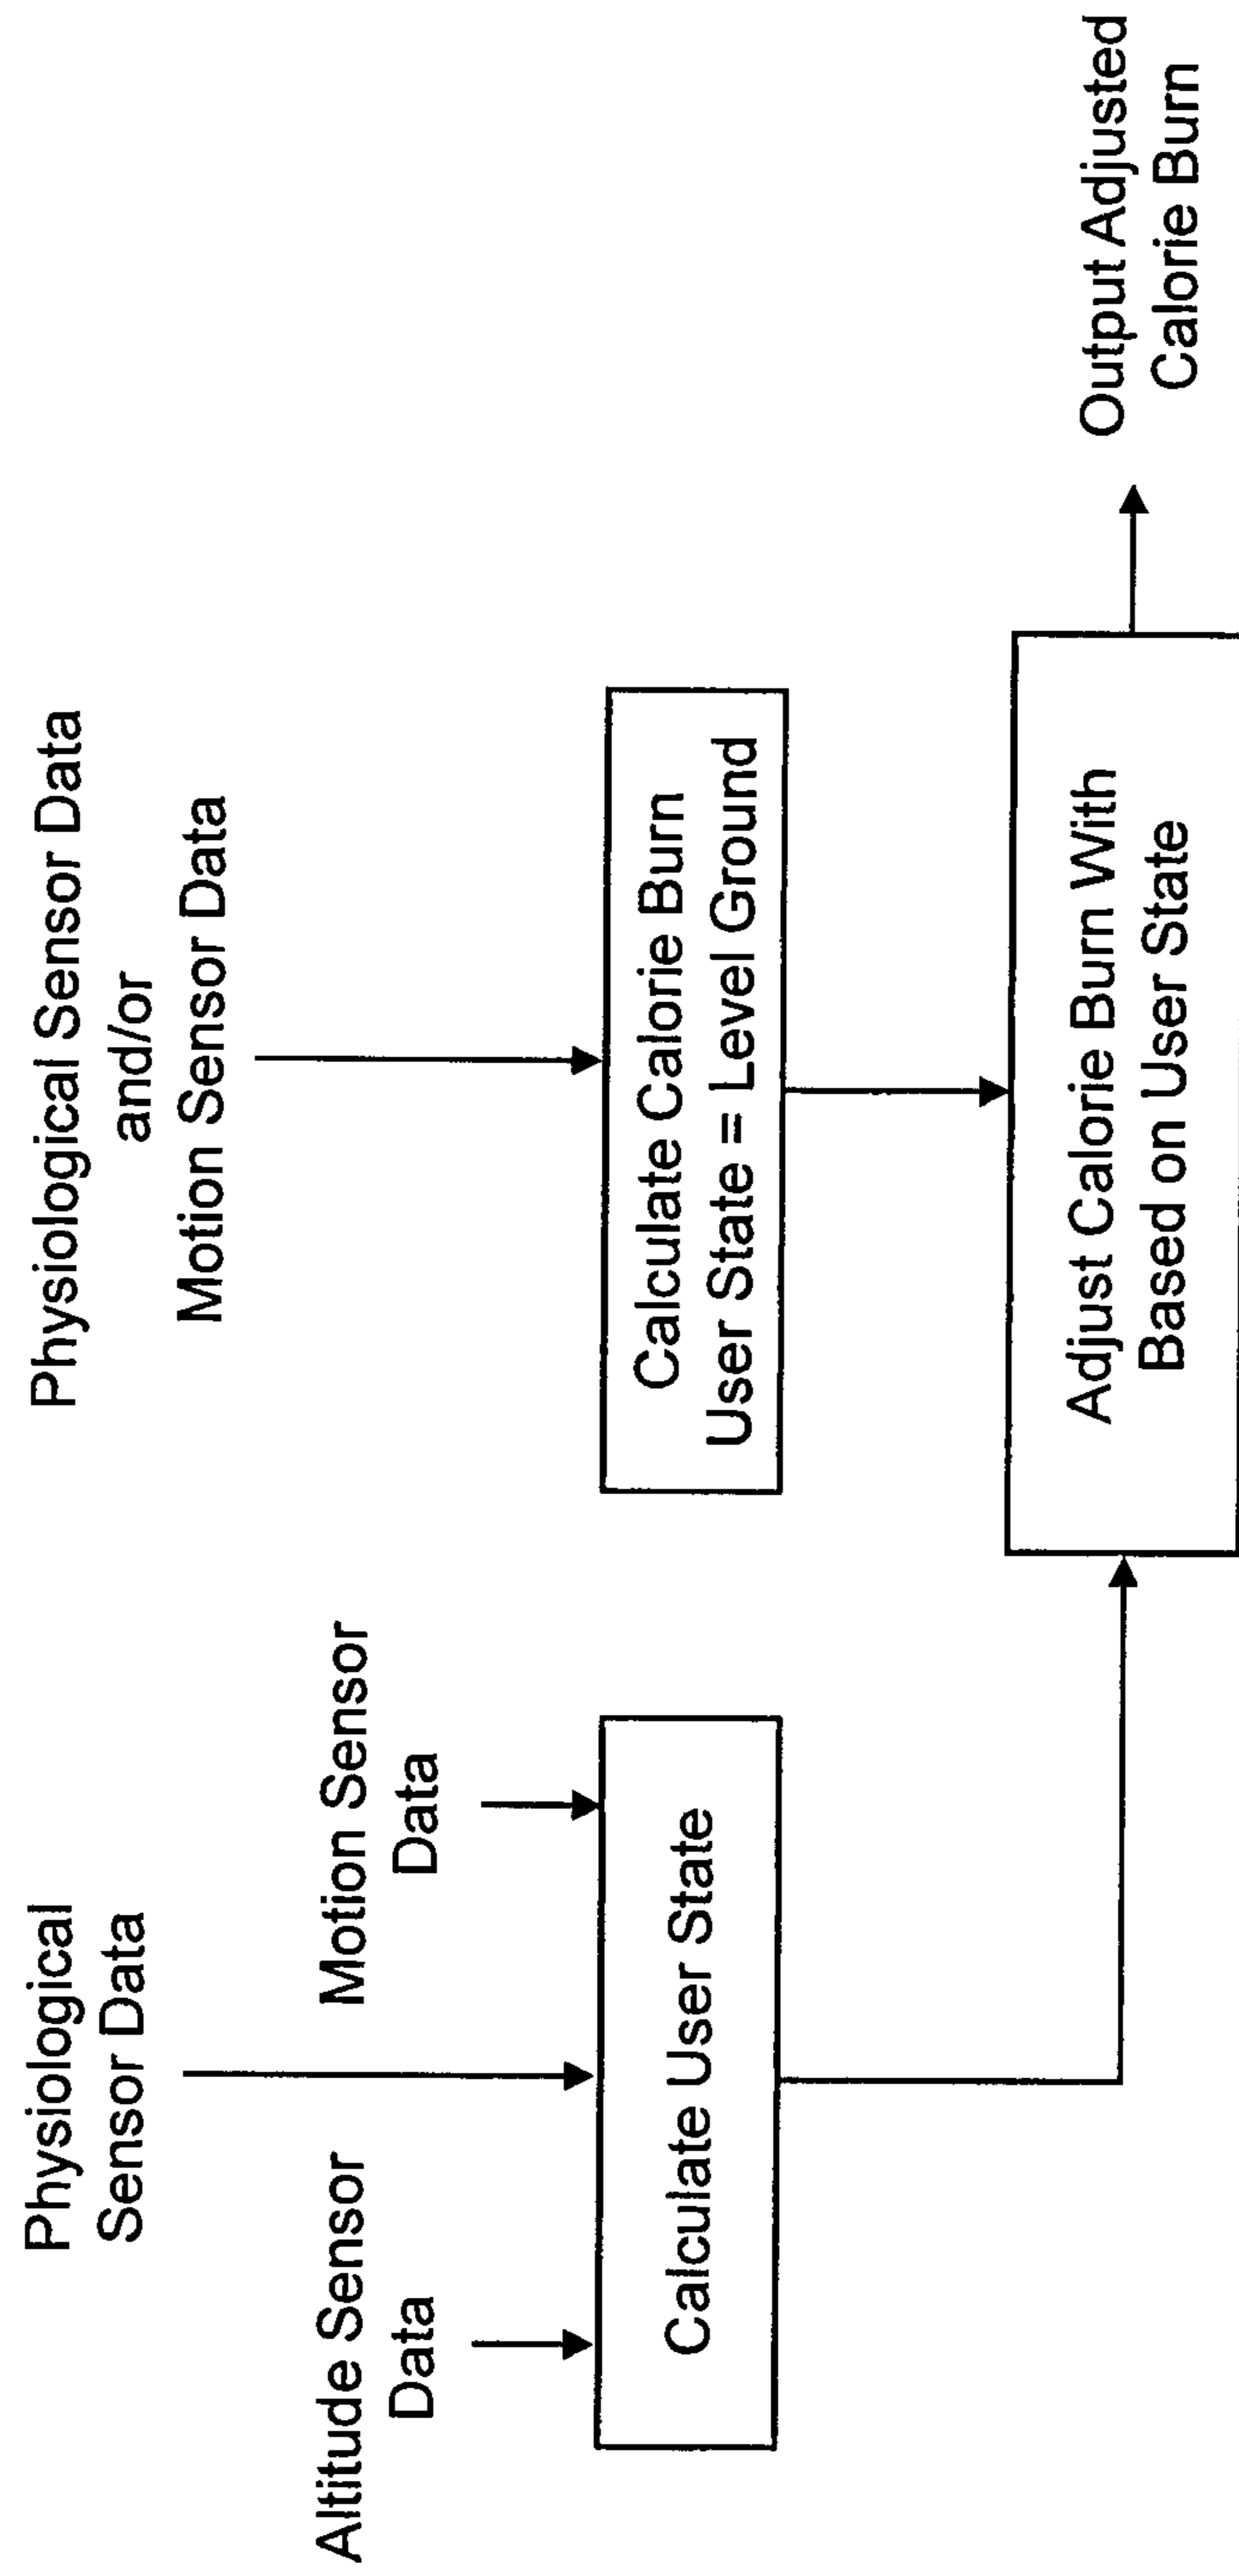 Physiological
Sensor Data
Altitude Sensor
Data
Motion Sensor
Data
Calculate User State
Physiological Sensor Data
and/or
Motion Sensor Data
Calculate Calorie Burn
User State = Level Ground
Adjust Calorie Burn With
Based on User State
Output Adjusted
Calorie Burn